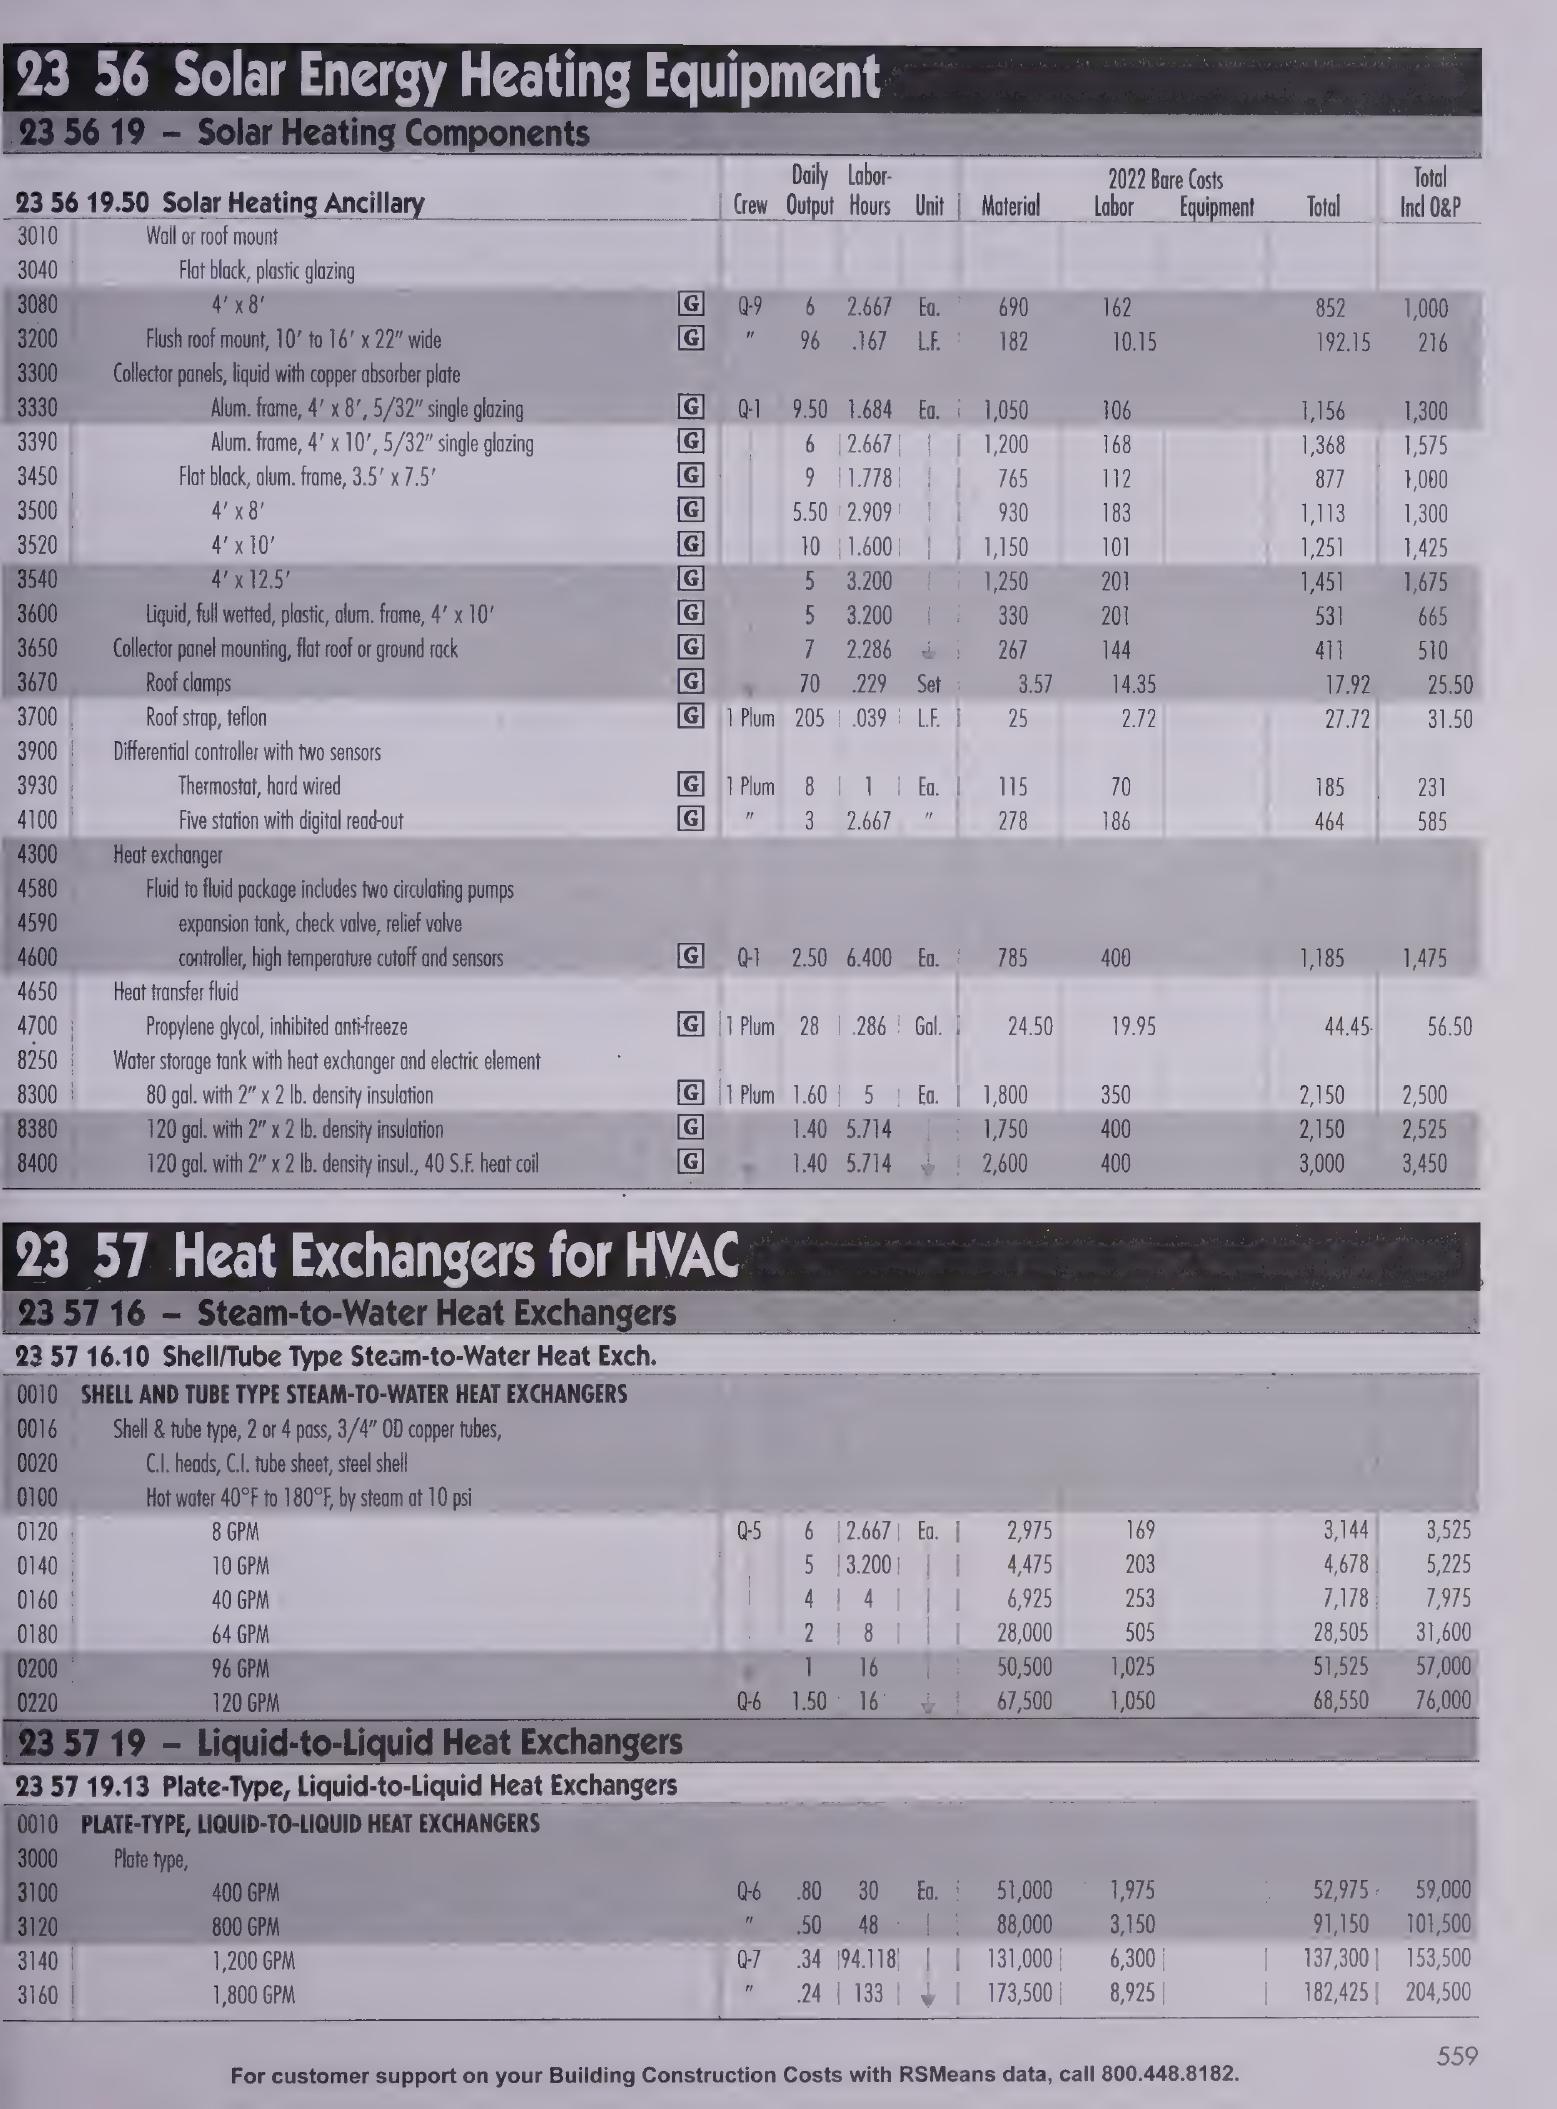 23 56 Solar Energy Heating Equipment
23 56 19 – Solar Heating Components
23 56 19.50 Solar Heating Ancillary Crew Daily Output Labor-Hours Unit Material Labor 2022 Bare Costs Equipment Total Total Incl O&P
3010 Wall or roof mount
3040 Flat black, plastic glazing
3080 4' x 8' G Q-9 6 2.667 Ea. 690 162 852 1,000
3200 Flush roof mount, 10' to 16' x 22" wide G " 96 .167 L.F. 182 10.15 192.15 216
3300 Collector panels, liquid with copper absorber plate
3330 Alum. frame, 4' x 8', 5/32" single glazing G Q-1 9.50 1.684 Ea. 1,050 106 1,156 1,300
3390 Alum. frame, 4' x 10', 5/32" single glazing G 6 2.667 1,200 168 1,368 1,575
3450 Flat black, alum. frame, 3.5' x 7.5' G 9 1.778 765 112 877 1,000
3500 4' x 8' G 5.50 2.909 930 183 1,113 1,300
3520 4' x 10' G 10 1.600 1,150 101 1,251 1,425
3540 4' x 12.5' G 5 3.200 1,250 201 1,451 1,675
3600 Liquid, full wetted, plastic, alum. frame, 4' x 10' G 5 3.200 330 201 531 665
3650 Collector panel mounting, flat roof or ground rack G 7 2.286 267 144 411 510
3670 Roof clamps G 70 .229 Set 3.57 14.35 17.92 25.50
3700 Roof strap, teflon G 1 Plum 205 .039 L.F. 25 2.72 27.72 31.50
3900 Differential controller with two sensors
3930 Thermostat, hard wired G 1 Plum 8 1 Ea. 115 70 185 231
4100 Five station with digital read-out G " 3 2.667 " 278 186 464 585
4300 Heat exchanger
4580 Fluid to fluid package includes two circulating pumps
4590 expansion tank, check valve, relief valve
4600 controller, high temperature cutoff and sensors G Q-1 2.50 6.400 Ea. 785 400 1,185 1,475
4650 Heat transfer fluid
4700 Propylene glycol, inhibited anti-freeze G 1 Plum 28 .286 Gal. 24.50 19.95 44.45 56.50
8250 Water storage tank with heat exchanger and electric element
8300 80 gal. with 2" x 2 lb. density insulation G 1 Plum 1.60 5 Ea. 1,800 350 2,150 2,500
8380 120 gal. with 2" x 2 lb. density insulation G 1.40 5.714 1,750 400 2,150 2,525
8400 120 gal. with 2" x 2 lb. density insul., 40 S.F. heat coil G 1.40 5.714 2,600 400 3,000 3,450
23 57 Heat Exchangers for HVAC
23 57 16 – Steam-to-Water Heat Exchangers
23 57 16.10 Shell/Tube Type Steam-to-Water Heat Exch.
0010 SHELL AND TUBE TYPE STEAM-TO-WATER HEAT EXCHANGERS
0016 Shell & tube type, 2 or 4 pass, 3/4" OD copper tubes,
0020 C.I. heads, C.I. tube sheet, steel shell
0100 Hot water 40°F to 180°F, by steam at 10 psi
0120 8 GPM Q-5 6 2.667 Ea. 2,975 169 3,144 3,525
0140 10 GPM 5 3.200 4,475 203 4,678 5,225
0160 40 GPM 4 4 6,925 253 7,178 7,975
0180 64 GPM 2 8 28,000 505 28,505 31,600
0200 96 GPM 1 16 50,500 1,025 51,525 57,000
0220 120 GPM Q-6 1.50 16 67,500 1,050 68,550 76,000
23 57 19 – Liquid-to-Liquid Heat Exchangers
23 57 19.13 Plate-Type, Liquid-to-Liquid Heat Exchangers
0010 PLATE-TYPE, LIQUID-TO-LIQUID HEAT EXCHANGERS
3000 Plate type,
3100 400 GPM Q-6 .80 30 Ea. 51,000 1,975 52,975 59,000
3120 800 GPM " .50 48 88,000 3,150 91,150 101,500
3140 1,200 GPM Q-7 .34 94.118 131,000 6,300 137,300 153,500
3160 1,800 GPM " .24 133 173,500 8,925 182,425 204,500
For customer support on your Building Construction Costs with RSMeans data, call 800.448.8182.
559